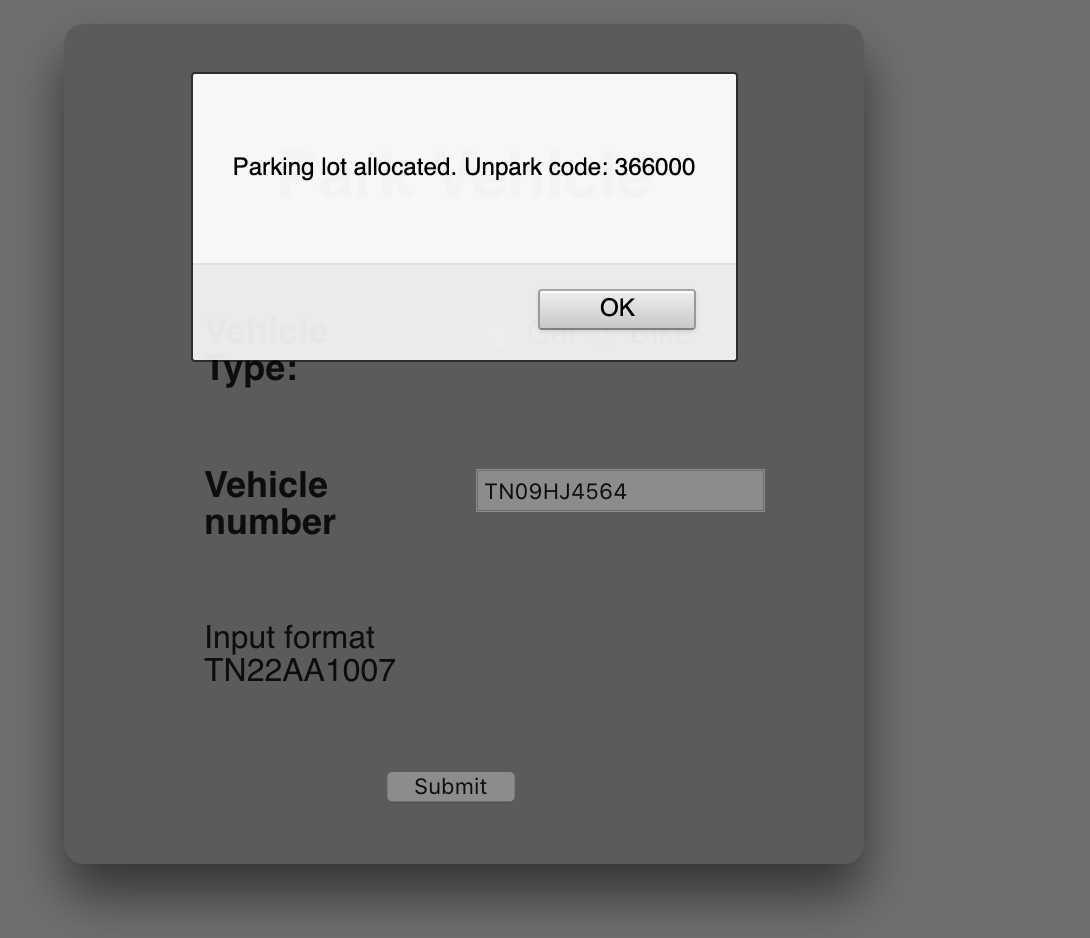 Park Vehicle
Parking lot allocated. Unpark code: 366000
OK
Vehicle Car Bike
Type:
Vehicle
number
TN09HJ4564
Input format
TN22AA1007
Submit